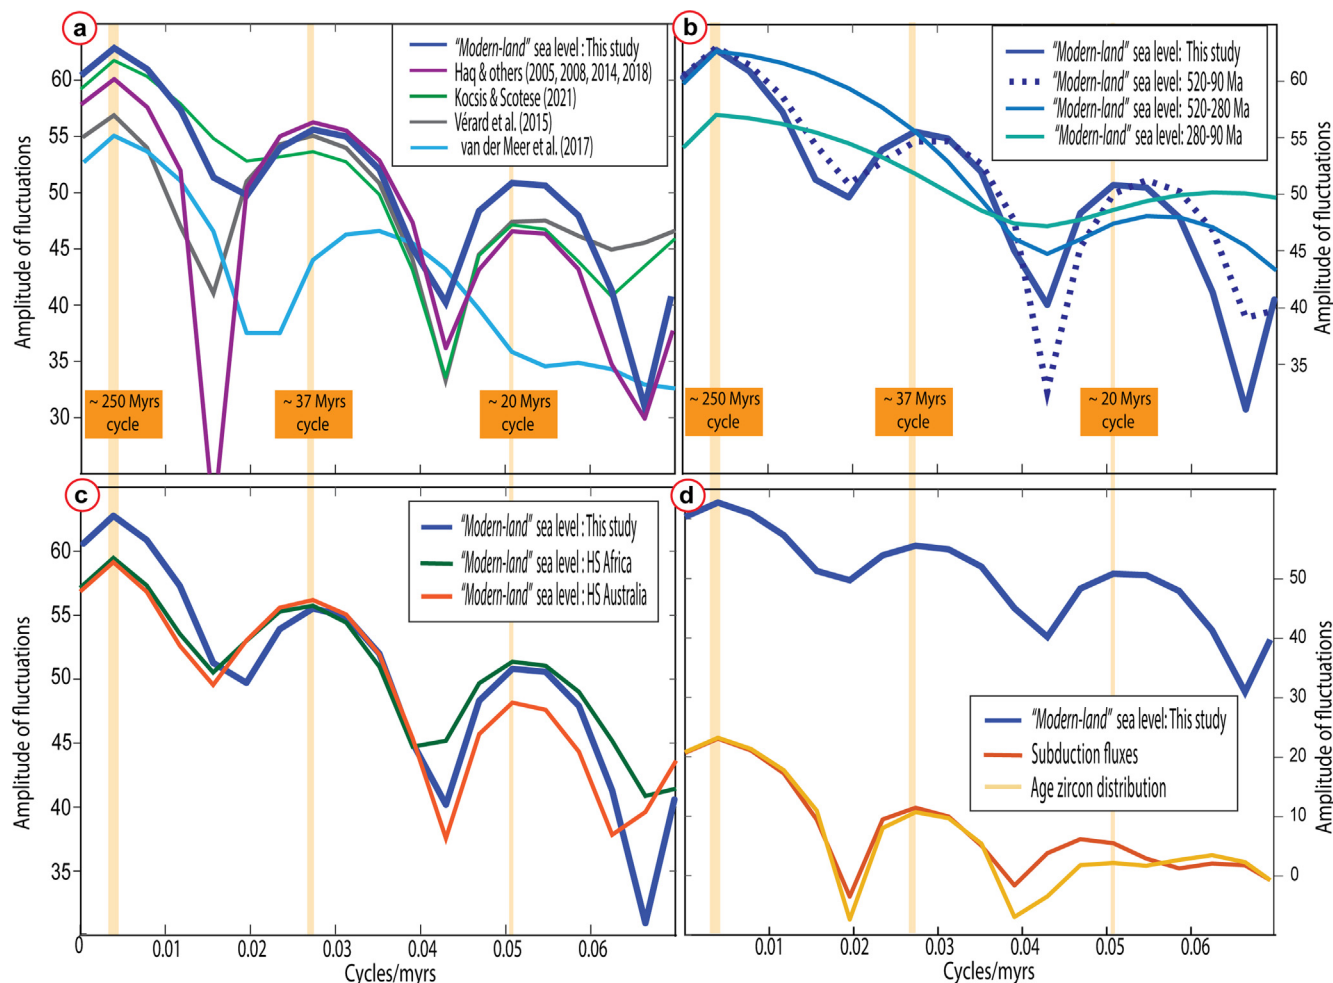 a
"Modern-land" sea level : This study
Haq & others (2005, 2008, 2014, 2018)
Kocsis & Scotese (2021)
Vérard et al. (2015)
van der Meer et al. (2017)
Amplitude of fluctuations
60
55
50
45
40
35
30
~ 250 Myrs
cycle
~ 37 Myrs
cycle
~ 20 Myrs
cycle
b
"Modern-land" sea level: This study
"Modern-land" sea level: 520-90 Ma
"Modern-land" sea level: 520-280 Ma
"Modern-land" sea level: 280-90 Ma
60
55
50
45
40
35
Amplitude of fluctuations
~ 250 Myrs
cycle
~ 37 Myrs
cycle
~ 20 Myrs
cycle
c
"Modern-land" sea level : This study
"Modern-land" sea level : HS Africa
"Modern-land" sea level : HS Australia
Amplitude of fluctuations
60
55
50
45
40
35
0 0.01 0.02 0.03 0.04 0.05 0.06
Cycles/myrs
d
"Modern-land" sea level: This study
Subduction fluxes
Age zircon distribution
50
40
30
20
10
0
Amplitude of fluctuations
0.01 0.02 0.03 0.04 0.05 0.06
Cycles/myrs